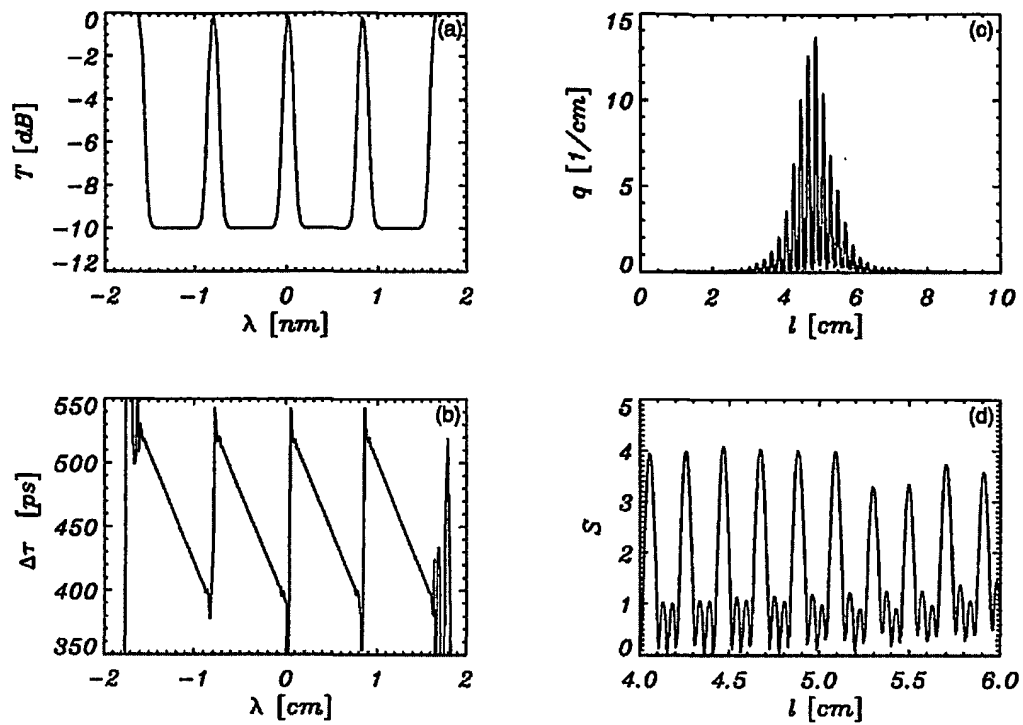 (a)
T [dB]
0
−2
−4
−6
−8
−10
−12
−2 −1 0 1 2
λ [nm]
(c)
q [1/cm]
15
10
5
0
0 2 4 6 8 10
l [cm]
(b)
Δτ [ps]
550
500
450
400
350
−2 −1 0 1 2
λ [cm]
(d)
S
5
4
3
2
1
0
4.0 4.5 5.0 5.5 6.0
l [cm]